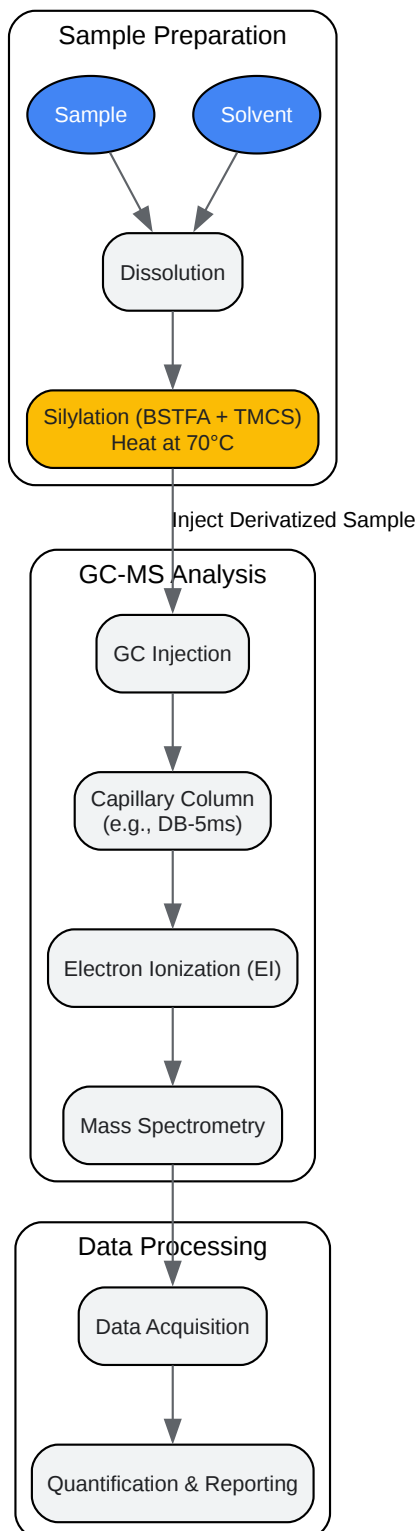 Sample Preparation
Sample
Solvent
Dissolution
Silylation (BSTFA + TMCS)
Heat at 70°C
Inject Derivatized Sample
GC-MS Analysis
GC Injection
Capillary Column
(e.g., DB-5ms)
Electron Ionization (EI)
Mass Spectrometry
Data Processing
Data Acquisition
Quantification & Reporting